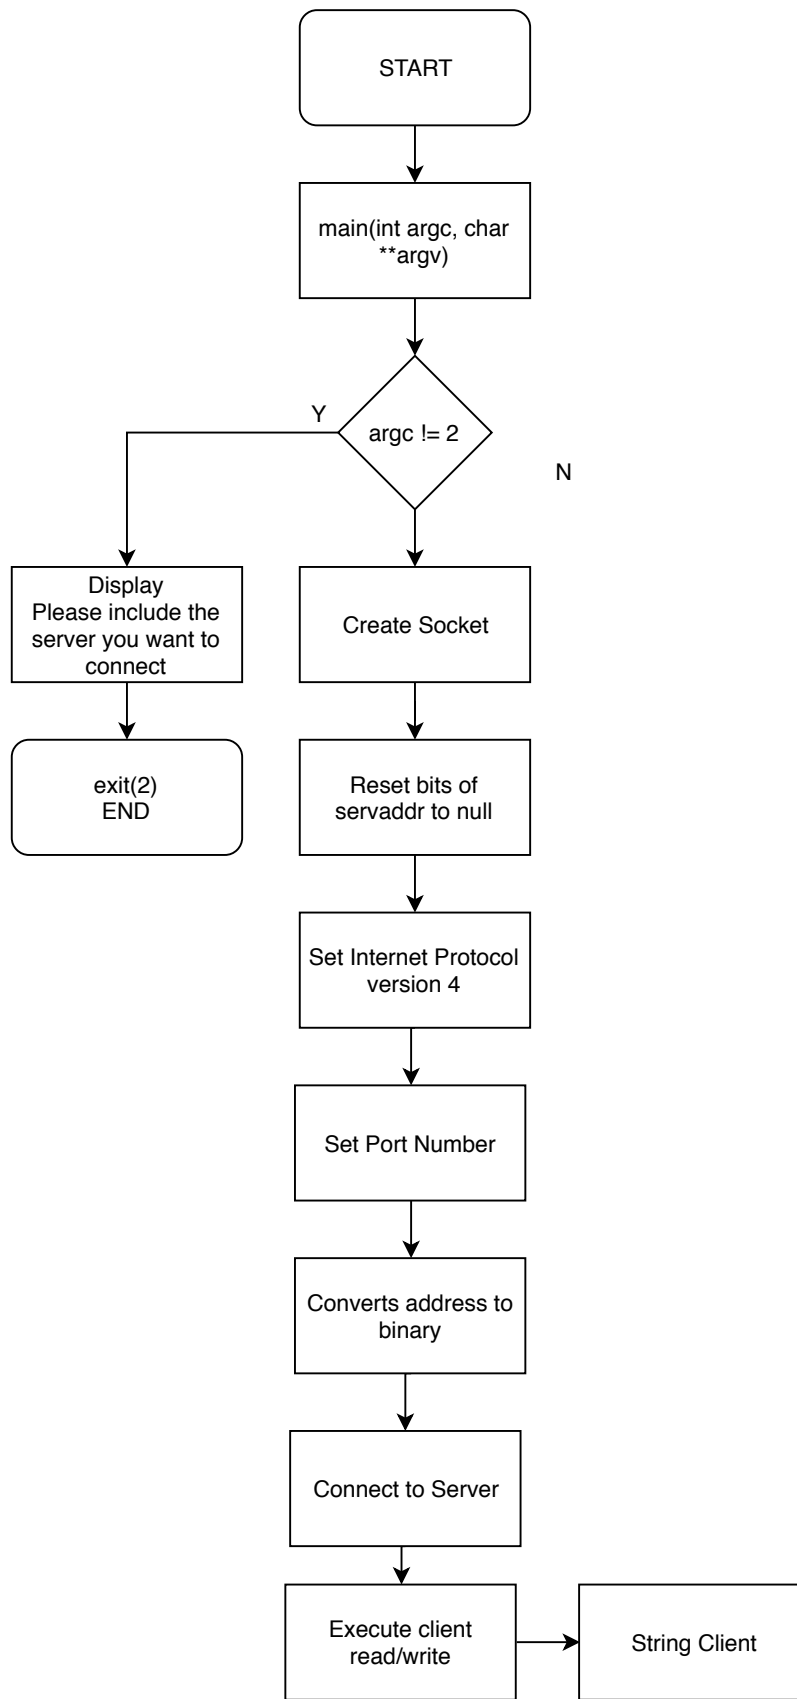 START
main(int argc, char
**argv)
Y
argc != 2
N
Display
Please include the
server you want to
connect
Create Socket
exit(2)
END
Reset bits of
servaddr to null
Set Internet Protocol
version 4
Set Port Number
Converts address to
binary
Connect to Server
Execute client
read/write
String Client